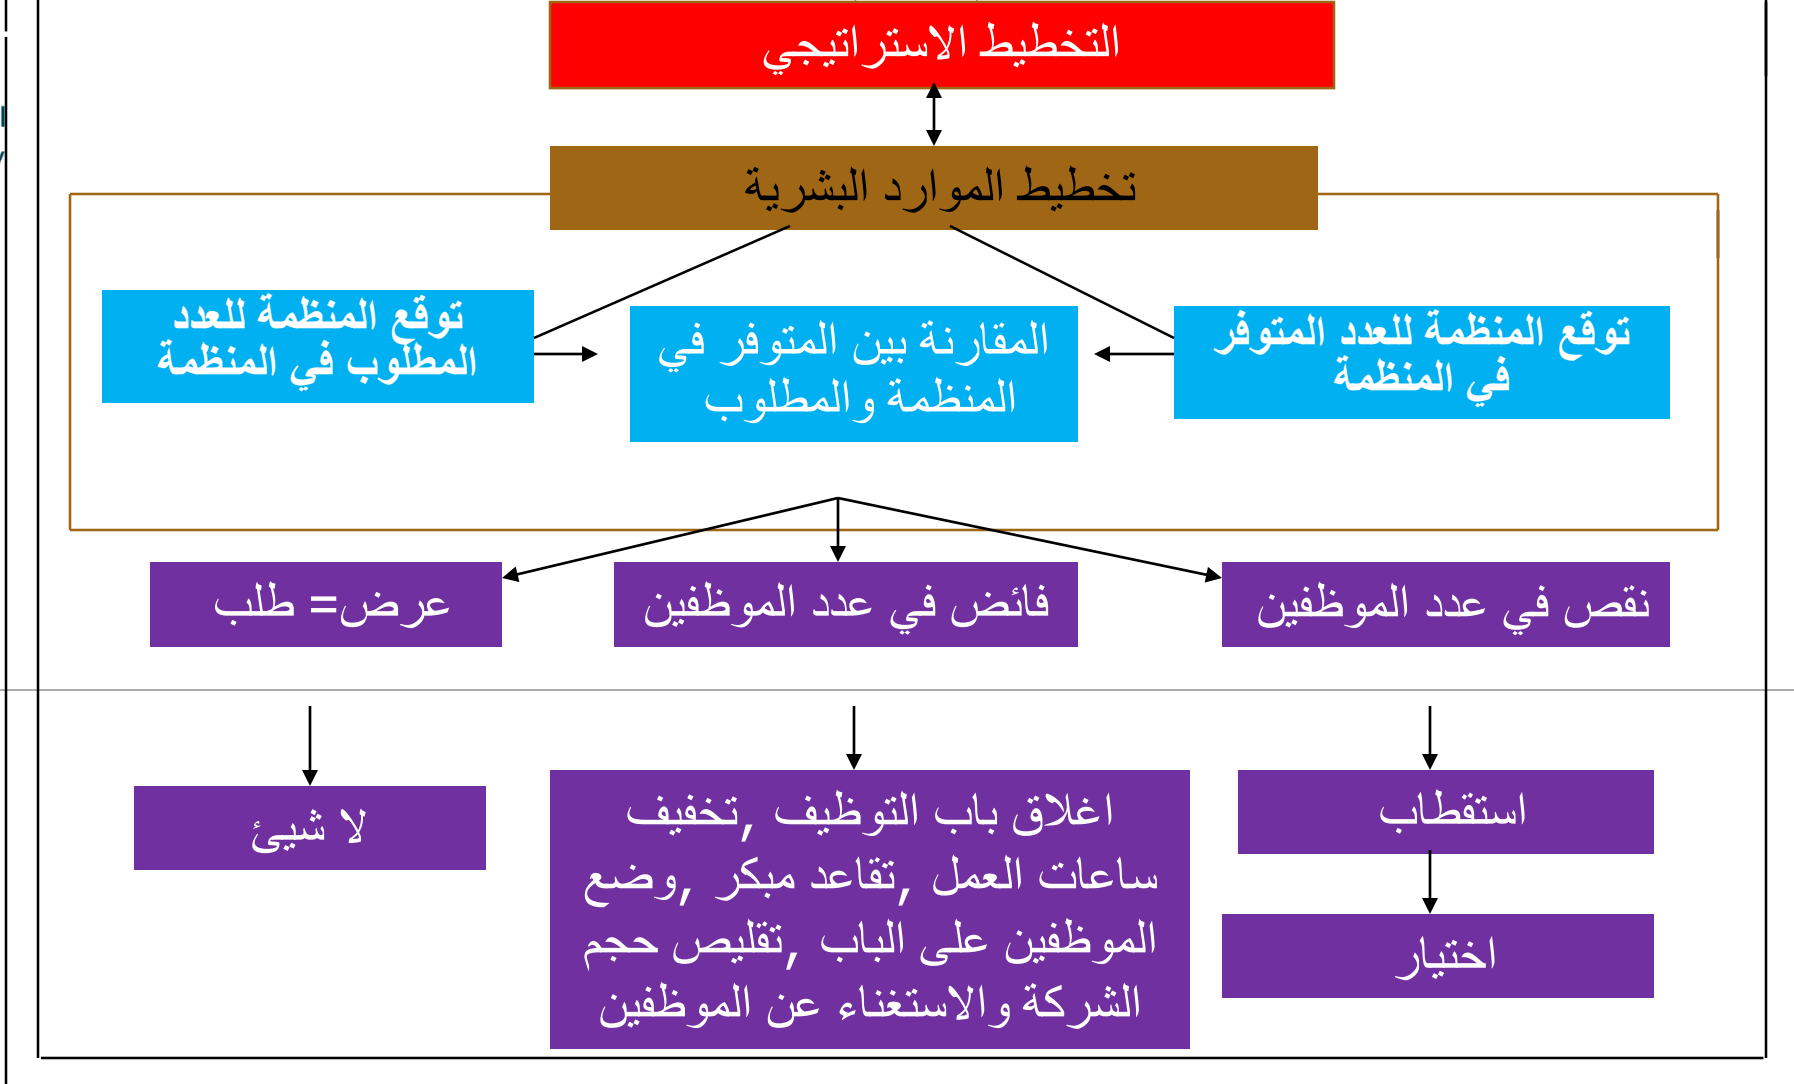 التخطيط الاستراتيجي
تخطيط الموارد البشرية
توقع المنظمة للعدد المتوفر
في المنظمة
المقارنة بين المتوفر في
المنظمة والمطلوب
توقع المنظمة للعدد
المطلوب في المنظمة
نقص في عدد الموظفين
فائض في عدد الموظفين
عرض= طلب
استقطاب
اختيار
اغلاق باب التوظيف ,تخفيف
ساعات العمل ,تقاعد مبكر ,وضع
الموظفين على الباب ,تقليص حجم
الشركة والاستغناء عن الموظفين
لا شيئ